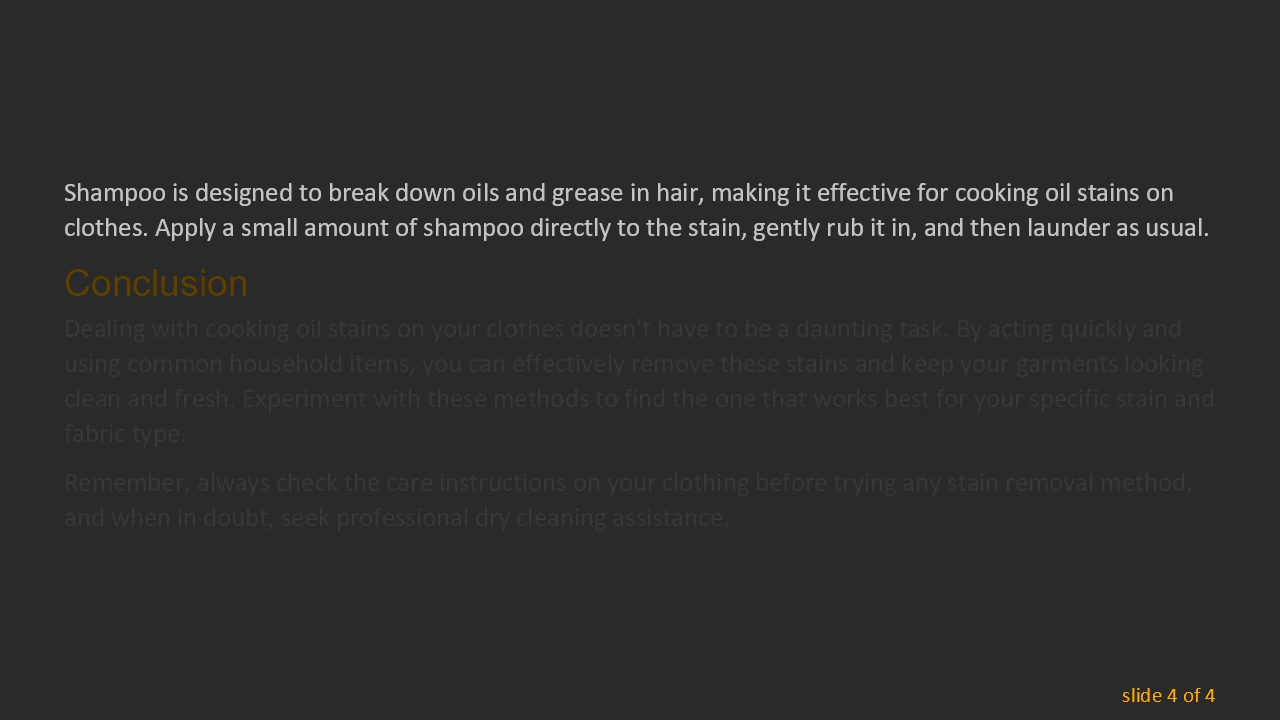 Shampoo is designed to break down oils and grease in hair, making it effective for cooking oil stains on
clothes. Apply a small amount of shampoo directly to the stain, gently rub it in, and then launder as usual.
Conclusion
Dealing with cooking oil stains on your clothes doesn't have to be a daunting task. By acting quickly and
using common household items, you can effectively remove these stains and keep your garments looking
clean and fresh. Experiment with these methods to find the one that works best for your specific stain and
fabric type.
Remember, always check the care instructions on your clothing before trying any stain removal method,
and when in doubt, seek professional dry cleaning assistance.
slide 4 of 4